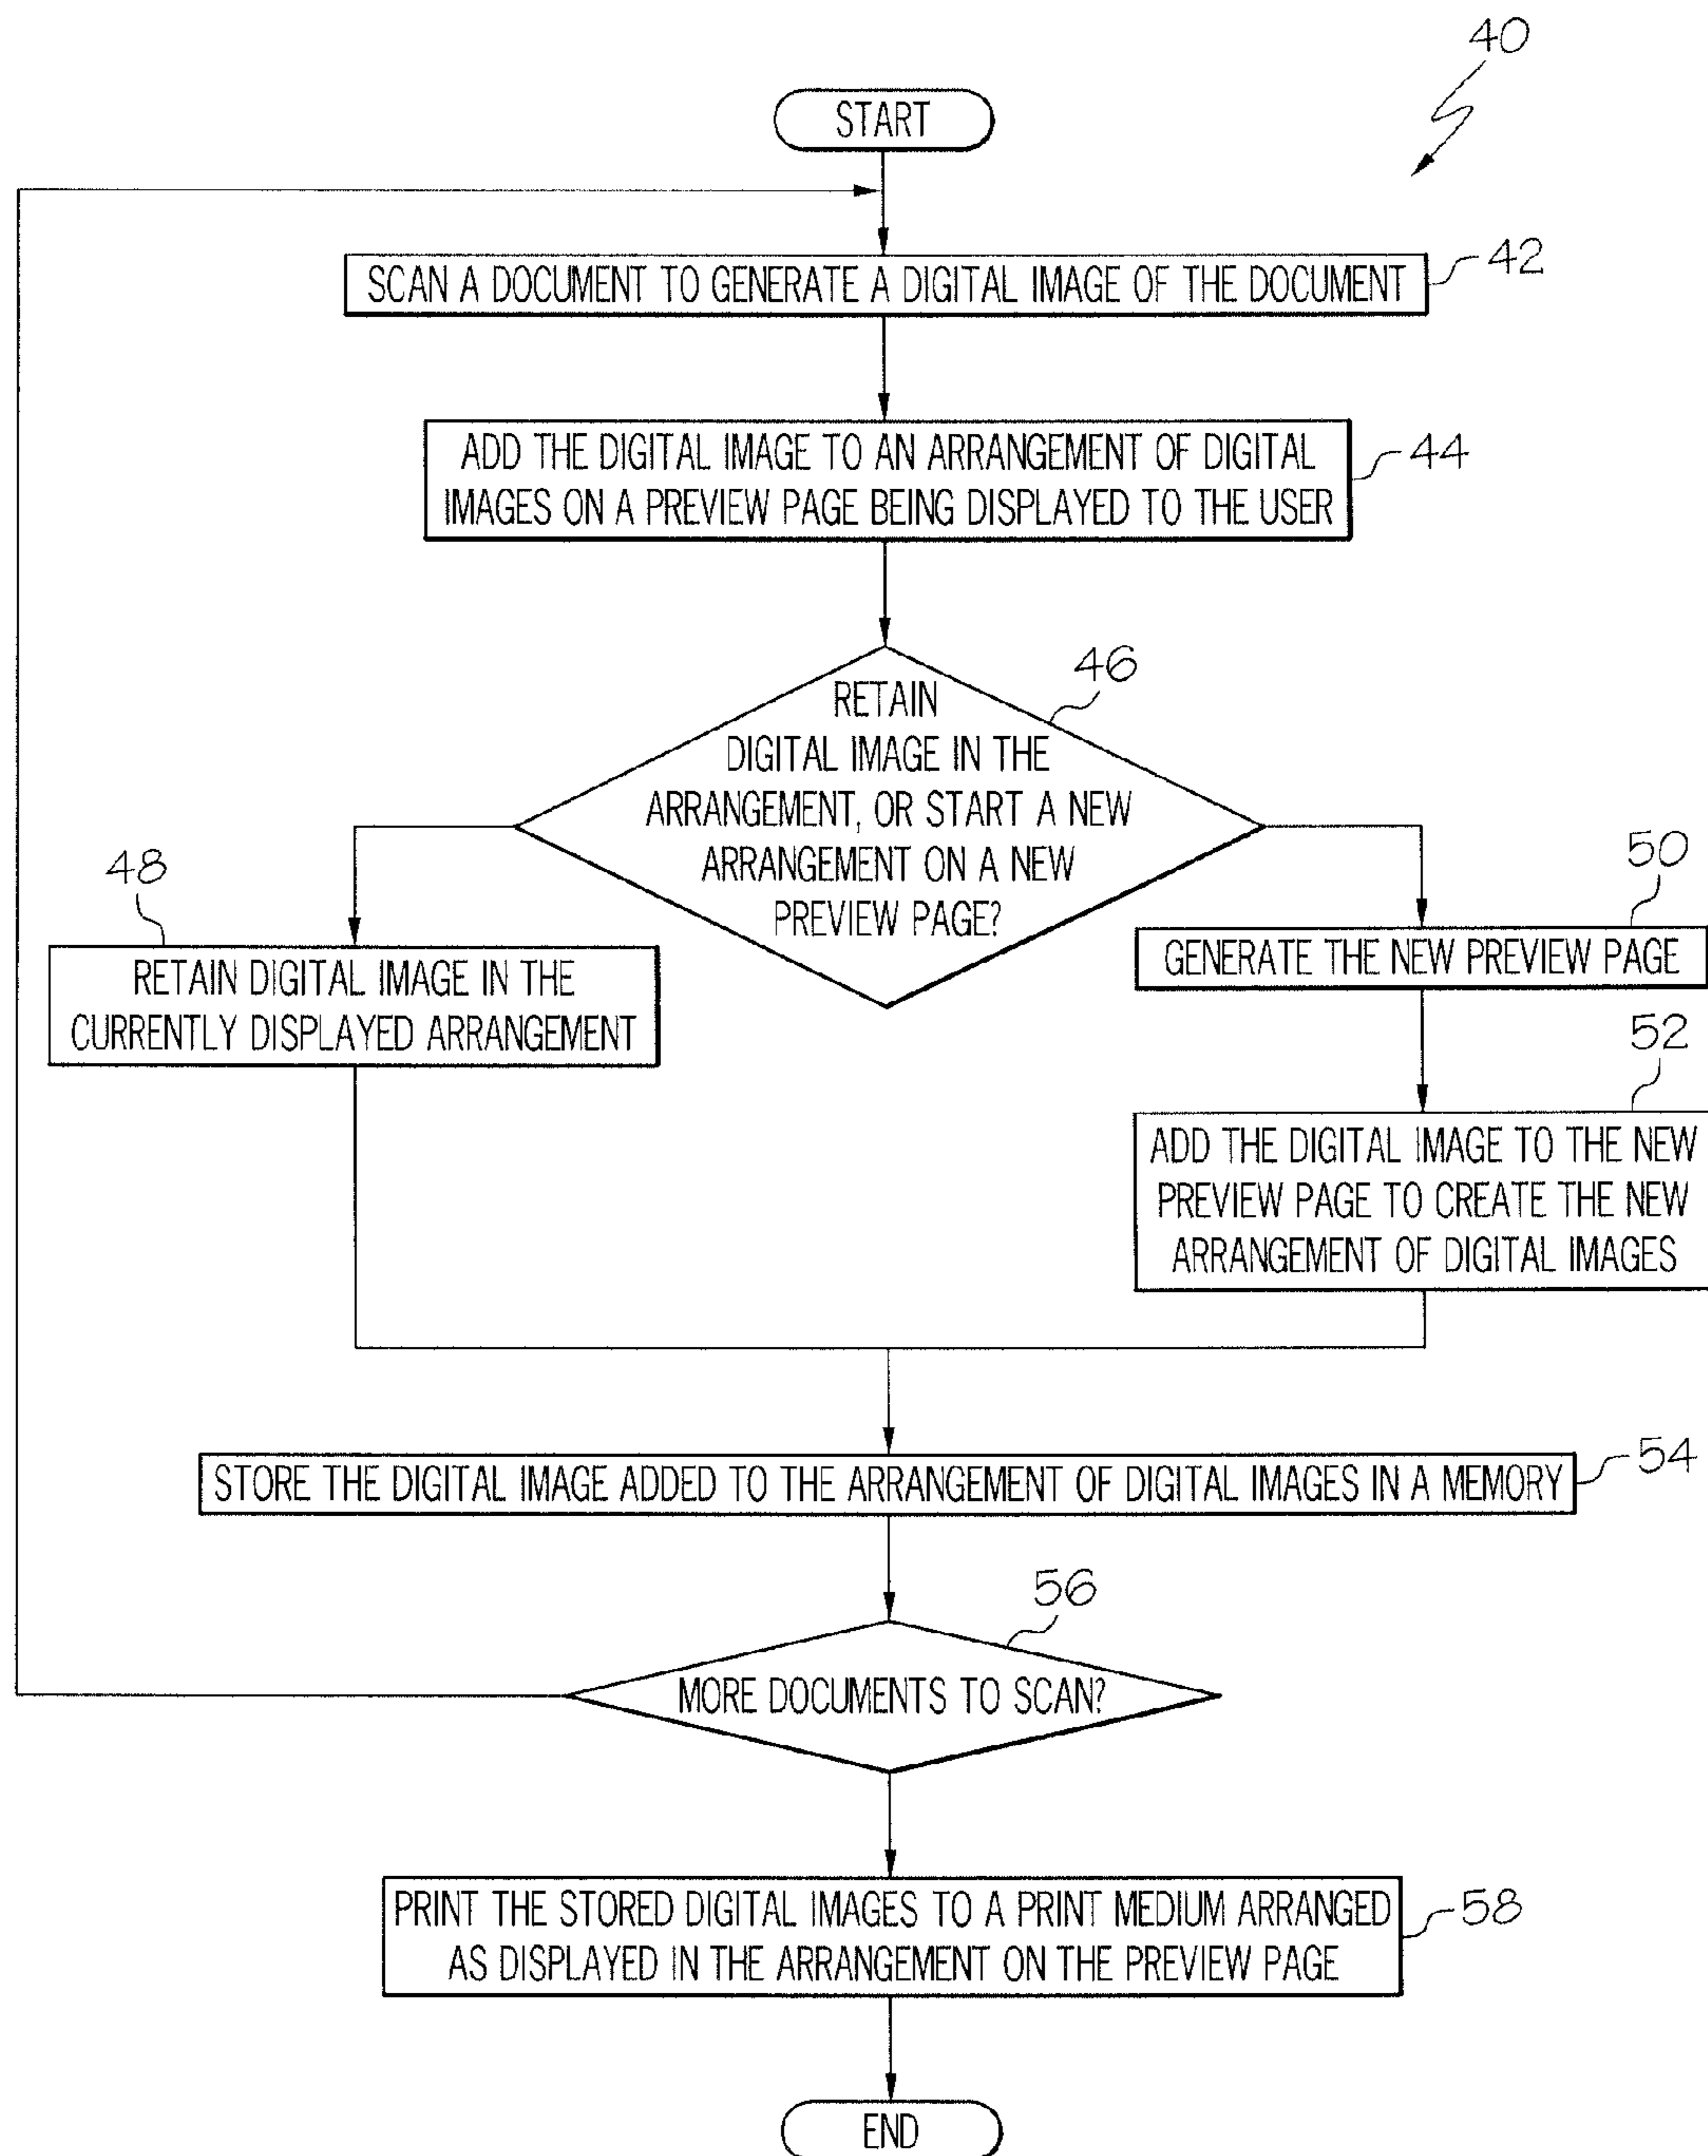 40
START
SCAN A DOCUMENT TO GENERATE A DIGITAL IMAGE OF THE DOCUMENT
42
ADD THE DIGITAL IMAGE TO AN ARRANGEMENT OF DIGITAL
IMAGES ON A PREVIEW PAGE BEING DISPLAYED TO THE USER
44
46
RETAIN
DIGITAL IMAGE IN THE
ARRANGEMENT, OR START A NEW
ARRANGEMENT ON A NEW
PREVIEW PAGE?
48
RETAIN DIGITAL IMAGE IN THE
CURRENTLY DISPLAYED ARRANGEMENT
50
GENERATE THE NEW PREVIEW PAGE
52
ADD THE DIGITAL IMAGE TO THE NEW
PREVIEW PAGE TO CREATE THE NEW
ARRANGEMENT OF DIGITAL IMAGES
STORE THE DIGITAL IMAGE ADDED TO THE ARRANGEMENT OF DIGITAL IMAGES IN A MEMORY
54
56
MORE DOCUMENTS TO SCAN?
PRINT THE STORED DIGITAL IMAGES TO A PRINT MEDIUM ARRANGED
AS DISPLAYED IN THE ARRANGEMENT ON THE PREVIEW PAGE
58
END